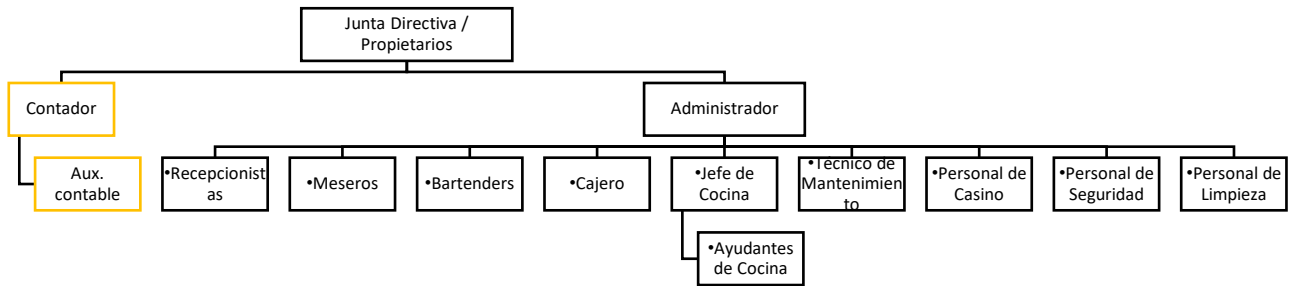 Junta Directiva /
Propietarios
Contador
Administrador
Aux.
contable
•Recepcionist
as
•Meseros
•Bartenders
•Cajero
•Jefe de
Cocina
•Técnico de
Mantenimien
to
•Personal de
Casino
•Personal de
Seguridad
•Personal de
Limpieza
•Ayudantes
de Cocina